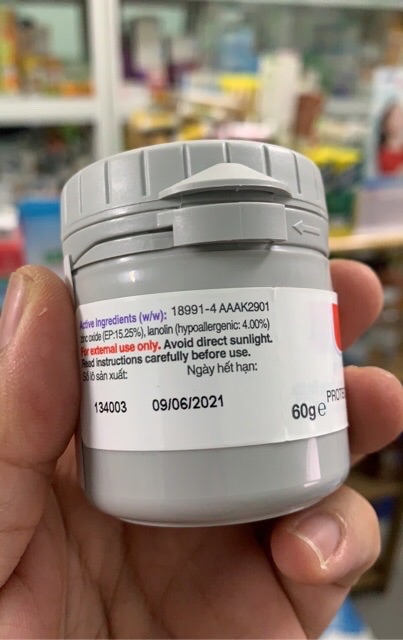 Active Ingredients (w/w): 18991-4 AAAK2901
zinc oxide (EP:15.25%), lanolin (hypoallergenic: 4.00%)
For external use only. Avoid direct sunlight.
Read Instructions carefully before use.
Số lô sản xuất: Ngày hết hạn:
134003 09/06/2021
60g e